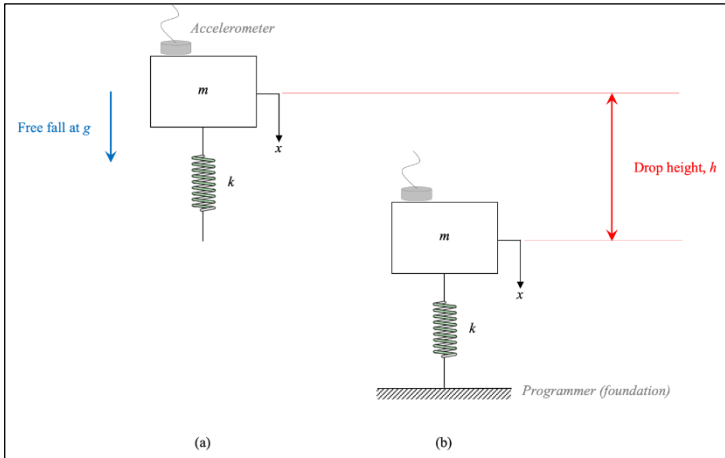 Accelerometer
m
Free fall at g
x
k
Drop height, h
m
x
k
Programmer (foundation)
(a)
(b)